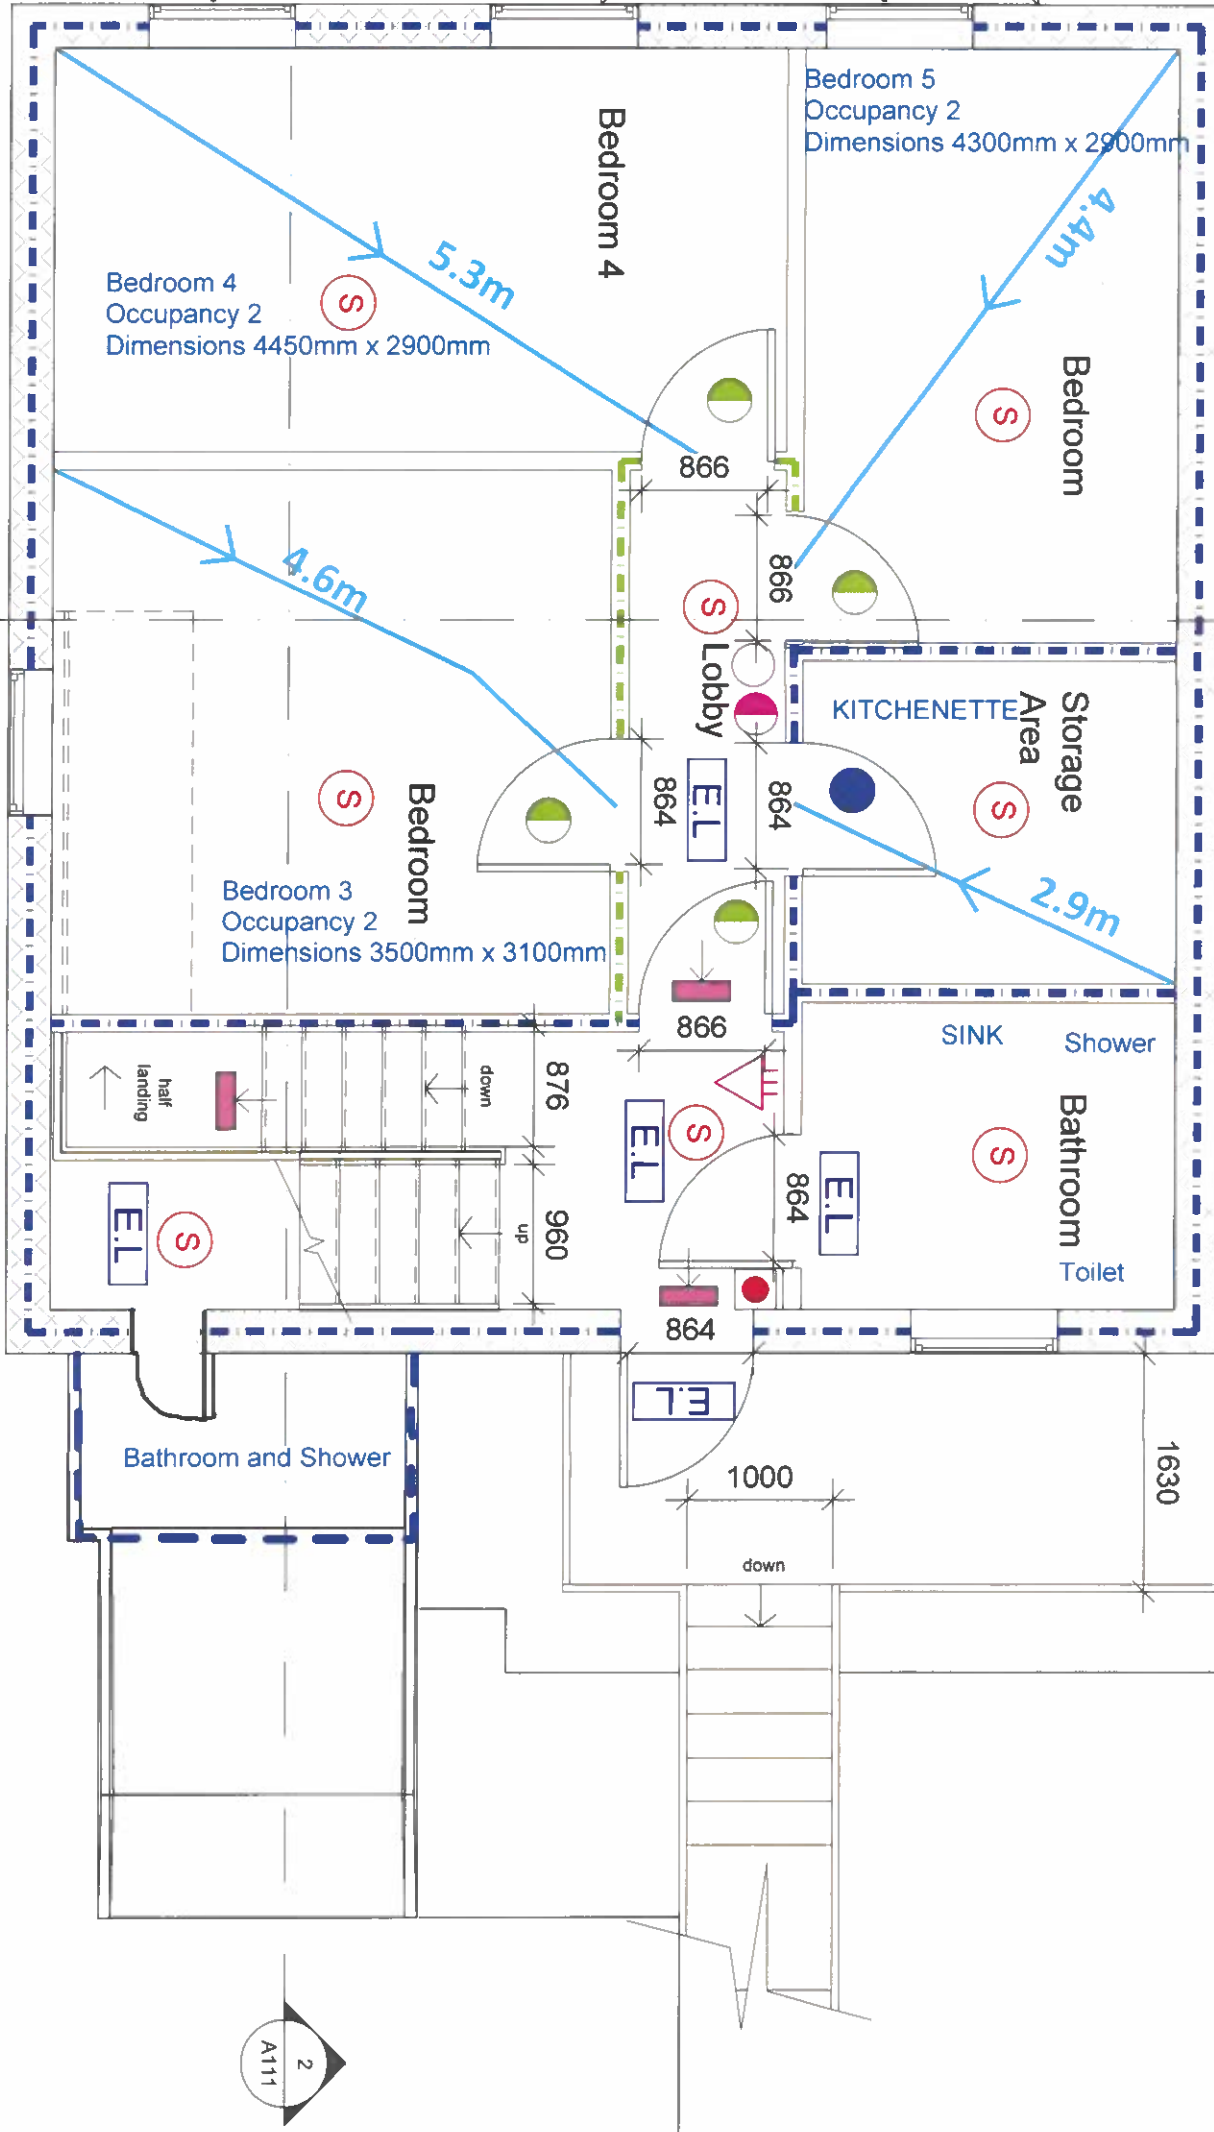 Bedroom 5
Occupancy 2
Dimensions 4300mm x 2900mm
4.4m
Bedroom 4
5.3m
S
Bedroom 4
Occupancy 2
Dimensions 4450mm x 2900mm
Bedroom
S
866
866
S
Lobby
4.6m
KITCHENETTE
Storage
Area
S
864
E.L
864
2.9m
S
Bedroom
Bedroom 3
Occupancy 2
Dimensions 3500mm x 3100mm
866
SINK
Shower
876
down
half
landing
S
E.L
Bathroom
S
864
E.L
Toilet
960
up
E.L
S
864
E.L
Bathroom and Shower
1000
1630
down
2
A111